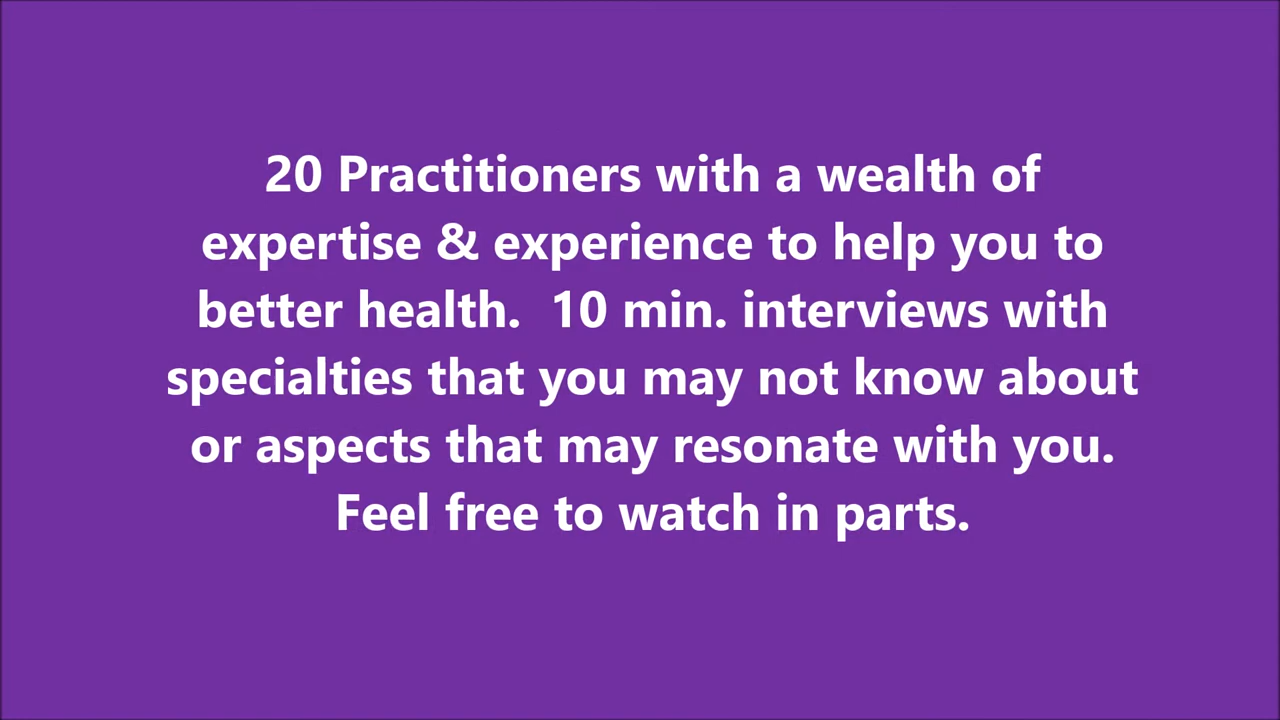 20 Practitioners with a wealth of
expertise & experience to help you to
better health.  10 min. interviews with
specialties that you may not know about
or aspects that may resonate with you.
Feel free to watch in parts.